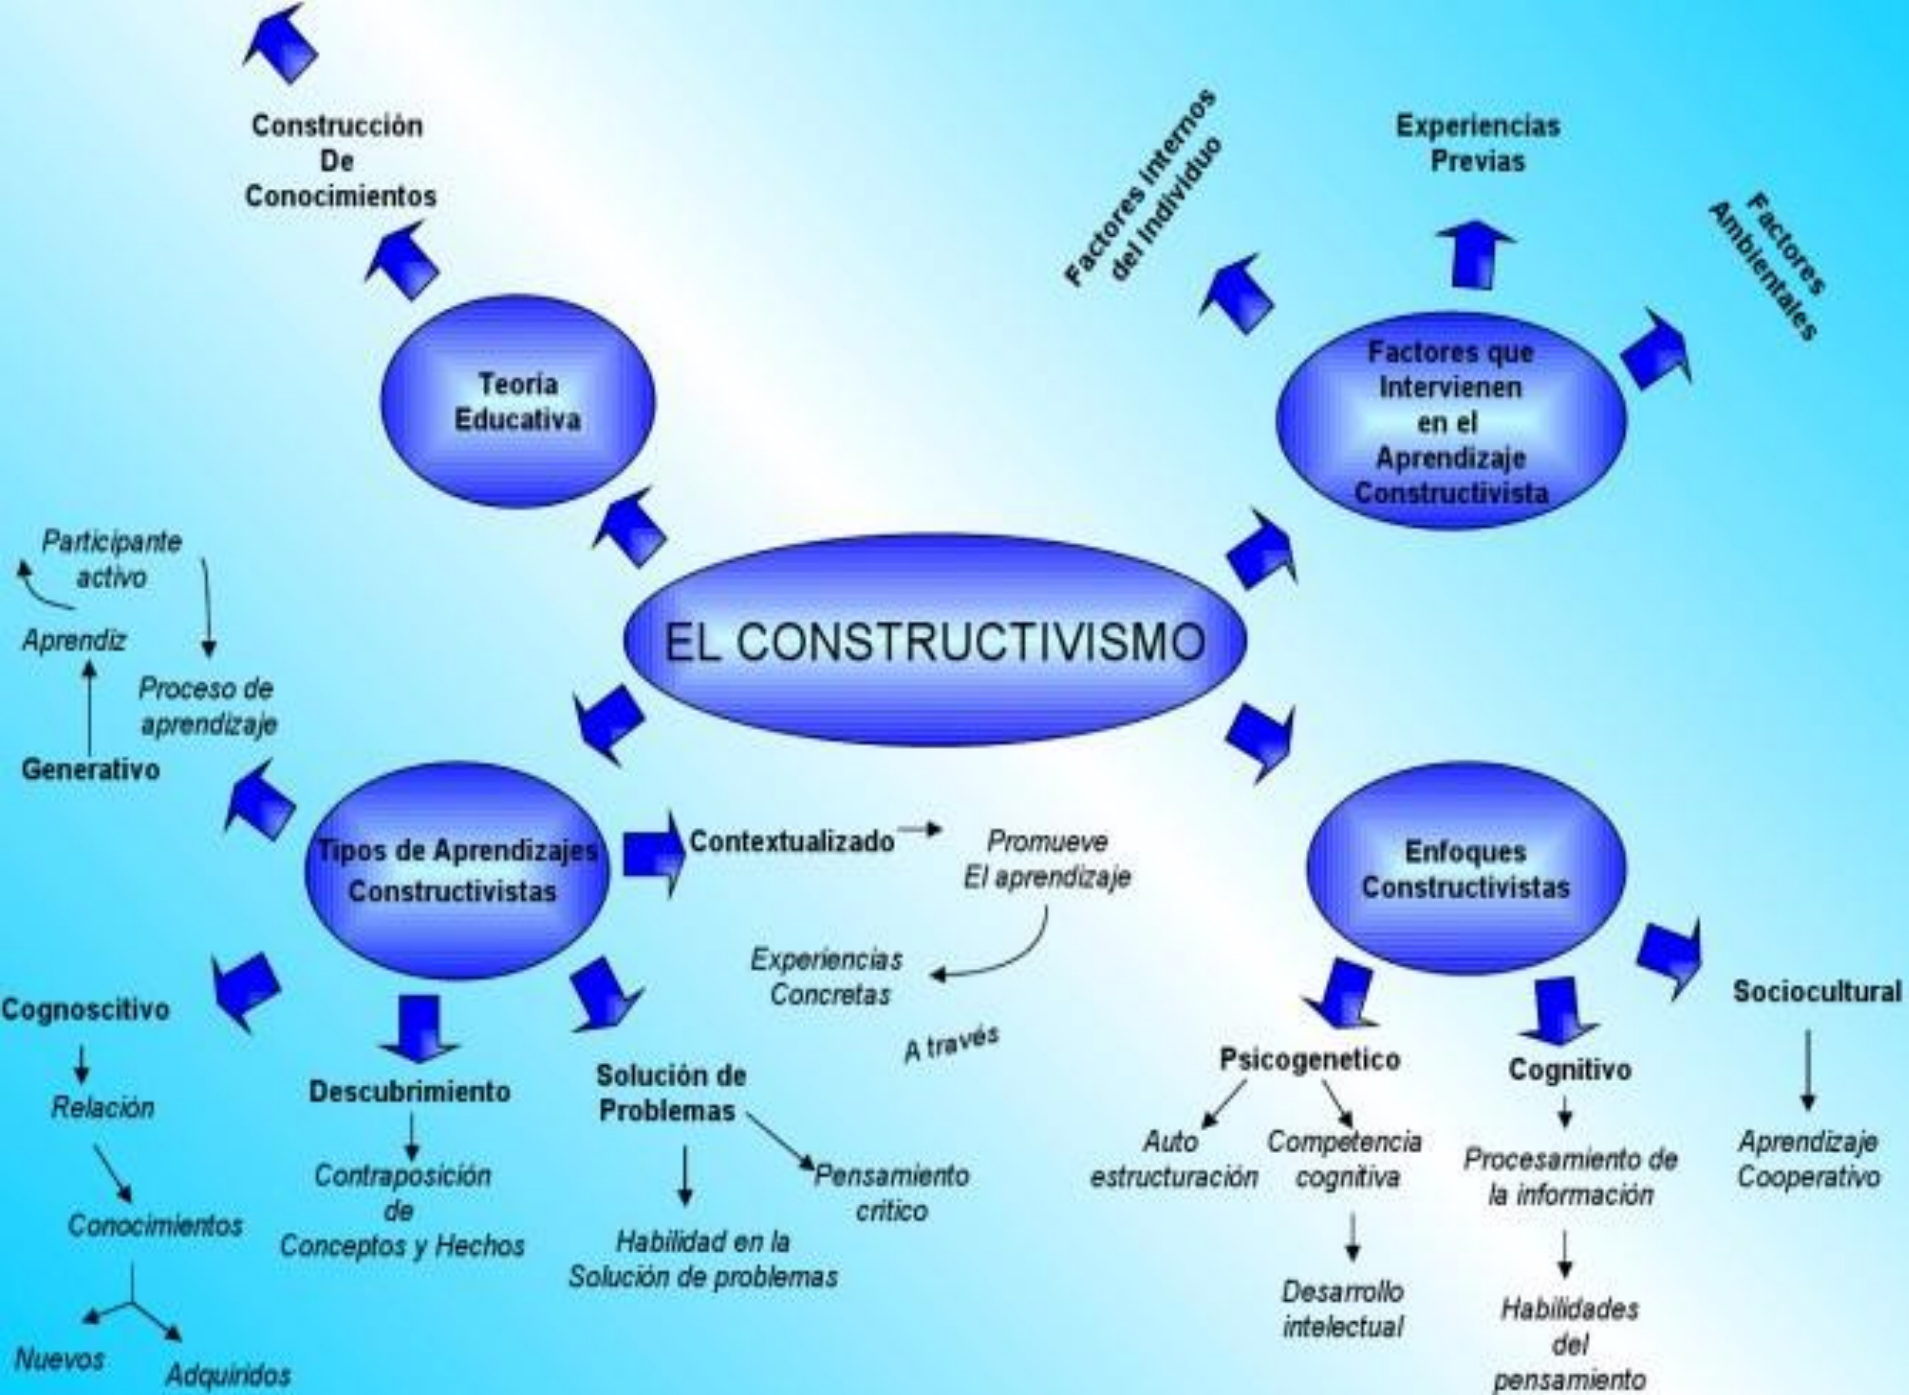 Construcción
De
Conocimientos
Teoría
Educativa
Factores internos
del Individuo
Experiencias
Previas
Factores
Ambientales
Factores que
Intervienen
en el
Aprendizaje
Constructivista
EL CONSTRUCTIVISMO
Participante
activo
Aprendiz
Proceso de
aprendizaje
Generativo
Tipos de Aprendizajes
Constructivistas
Contextualizado
Promueve
El aprendizaje
Experiencias
Concretas
A través
Cognoscitivo
Relación
Conocimientos
Nuevos
Adquiridos
Descubrimiento
Contraposición
de
Conceptos y Hechos
Solución de
Problemas
Pensamiento
crítico
Habilidad en la
Solución de problemas
Enfoques
Constructivistas
Psicogenetico
Auto
estructuración
Competencia
cognitiva
Desarrollo
intelectual
Cognitivo
Procesamiento de
la información
Habilidades
del
pensamiento
Sociocultural
Aprendizaje
Cooperativo